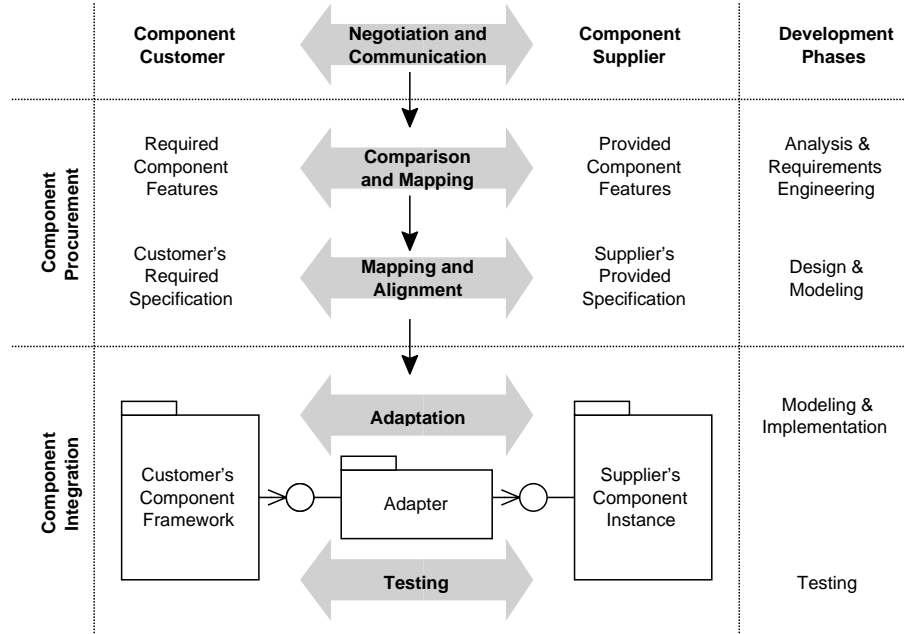 Component
Customer
Negotiation and
Communication
Component
Supplier
Development
Phases
Component
Procurement
Required
Component
Features
Comparison
and Mapping
Provided
Component
Features
Analysis &
Requirements
Engineering
Customer's
Required
Specification
Mapping and
Alignment
Supplier's
Provided
Specification
Design &
Modeling
Component
Integration
Adaptation
Modeling &
Implementation
Customer's
Component
Framework
Adapter
Supplier's
Component
Instance
Testing
Testing